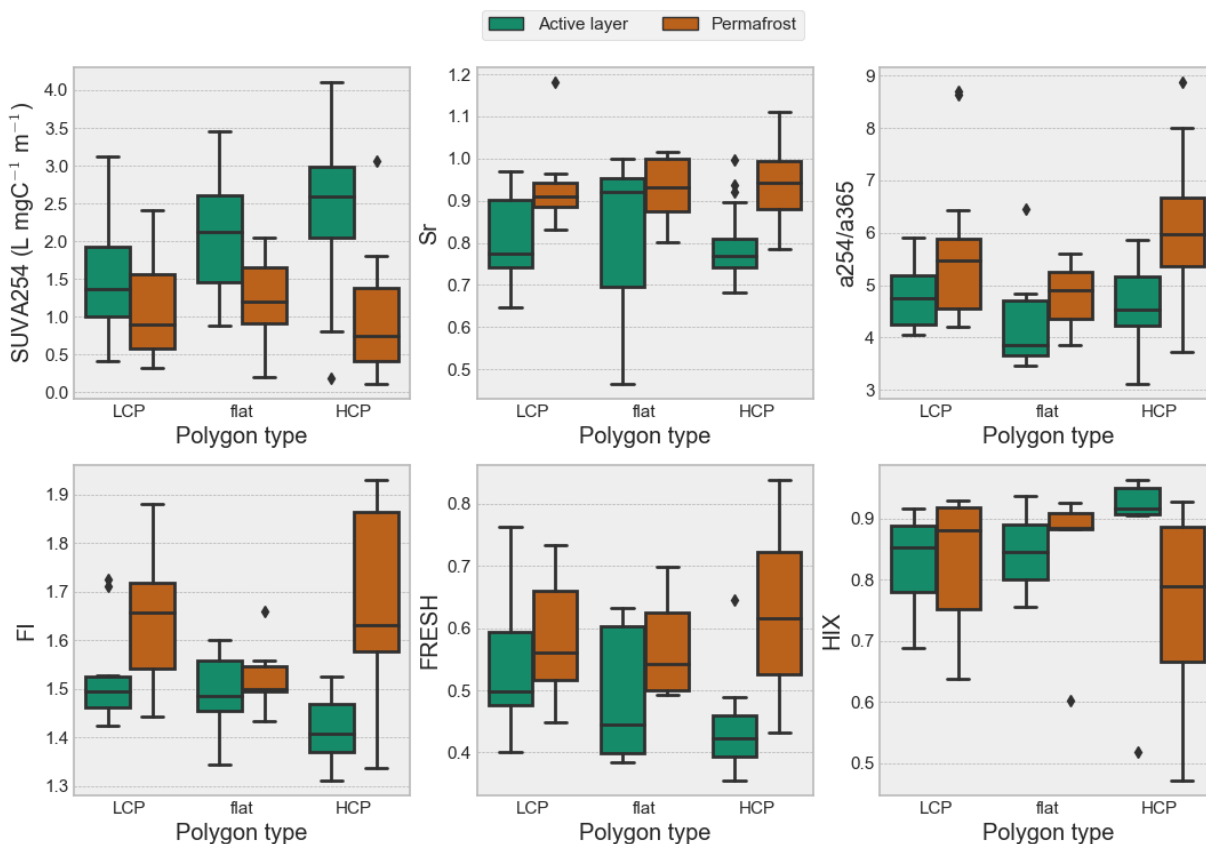 Active layer Permafrost
SUVA254 (L mgC⁻¹ m⁻¹)
4.0
3.5
3.0
2.5
2.0
1.5
1.0
0.5
0.0
LCP flat HCP
Polygon type
Sr
1.2
1.1
1.0
0.9
0.8
0.7
0.6
0.5
LCP flat HCP
Polygon type
a254/a365
9
8
7
6
5
4
3
LCP flat HCP
Polygon type
FI
1.9
1.8
1.7
1.6
1.5
1.4
1.3
LCP flat HCP
Polygon type
FRESH
0.8
0.7
0.6
0.5
0.4
LCP flat HCP
Polygon type
HIX
0.9
0.8
0.7
0.6
0.5
LCP flat HCP
Polygon type